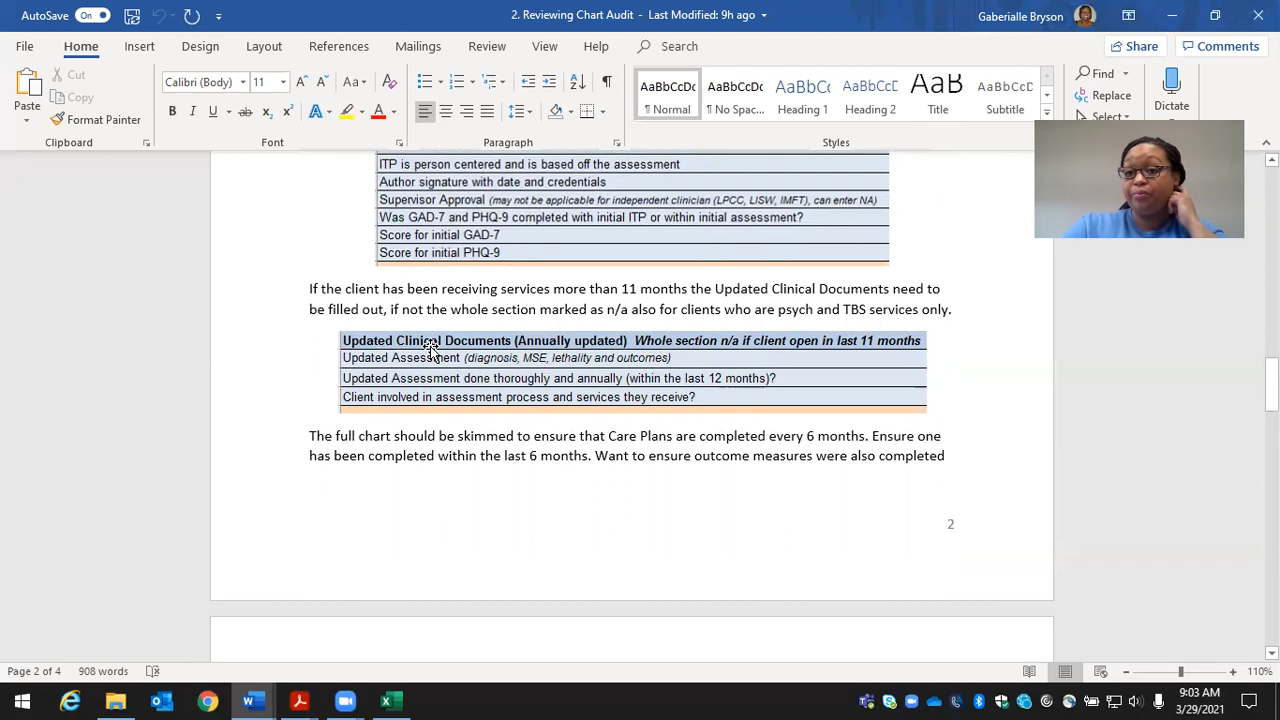 AutoSave On 2. Reviewing Chart Audit - Last Modified: 9h ago Gaberialle Bryson
File Home Insert Design Layout References Mailings Review View Help Search Share Comments
Paste
Cut
Copy
Format Painter
Calibri (Body) 11
AaBbCcDc AaBbCcDc AaBbCc AaBbCcD AaB AaBbCcD
¶ Normal ¶ No Spac... Heading 1 Heading 2 Title Subtitle
Find
Replace
Select
Dictate
Clipboard Font Paragraph Styles
ITP is person centered and is based off the assessment
Author signature with date and credentials
Supervisor Approval (may not be applicable for independent clinician (LPCC, LISW, IMFT), can enter NA)
Was GAD-7 and PHQ-9 completed with initial ITP or within initial assessment?
Score for initial GAD-7
Score for initial PHQ-9
If the client has been receiving services more than 11 months the Updated Clinical Documents need to
be filled out, if not the whole section marked as n/a also for clients who are psych and TBS services only.
Updated Clinical Documents (Annually updated) Whole section n/a if client open in last 11 months
Updated Assessment (diagnosis, MSE, lethality and outcomes)
Updated Assessment done thoroughly and annually (within the last 12 months)?
Client involved in assessment process and services they receive?
The full chart should be skimmed to ensure that Care Plans are completed every 6 months. Ensure one
has been completed within the last 6 months. Want to ensure outcome measures were also completed
2
Page 2 of 4 908 words 110%
9:03 AM
3/29/2021